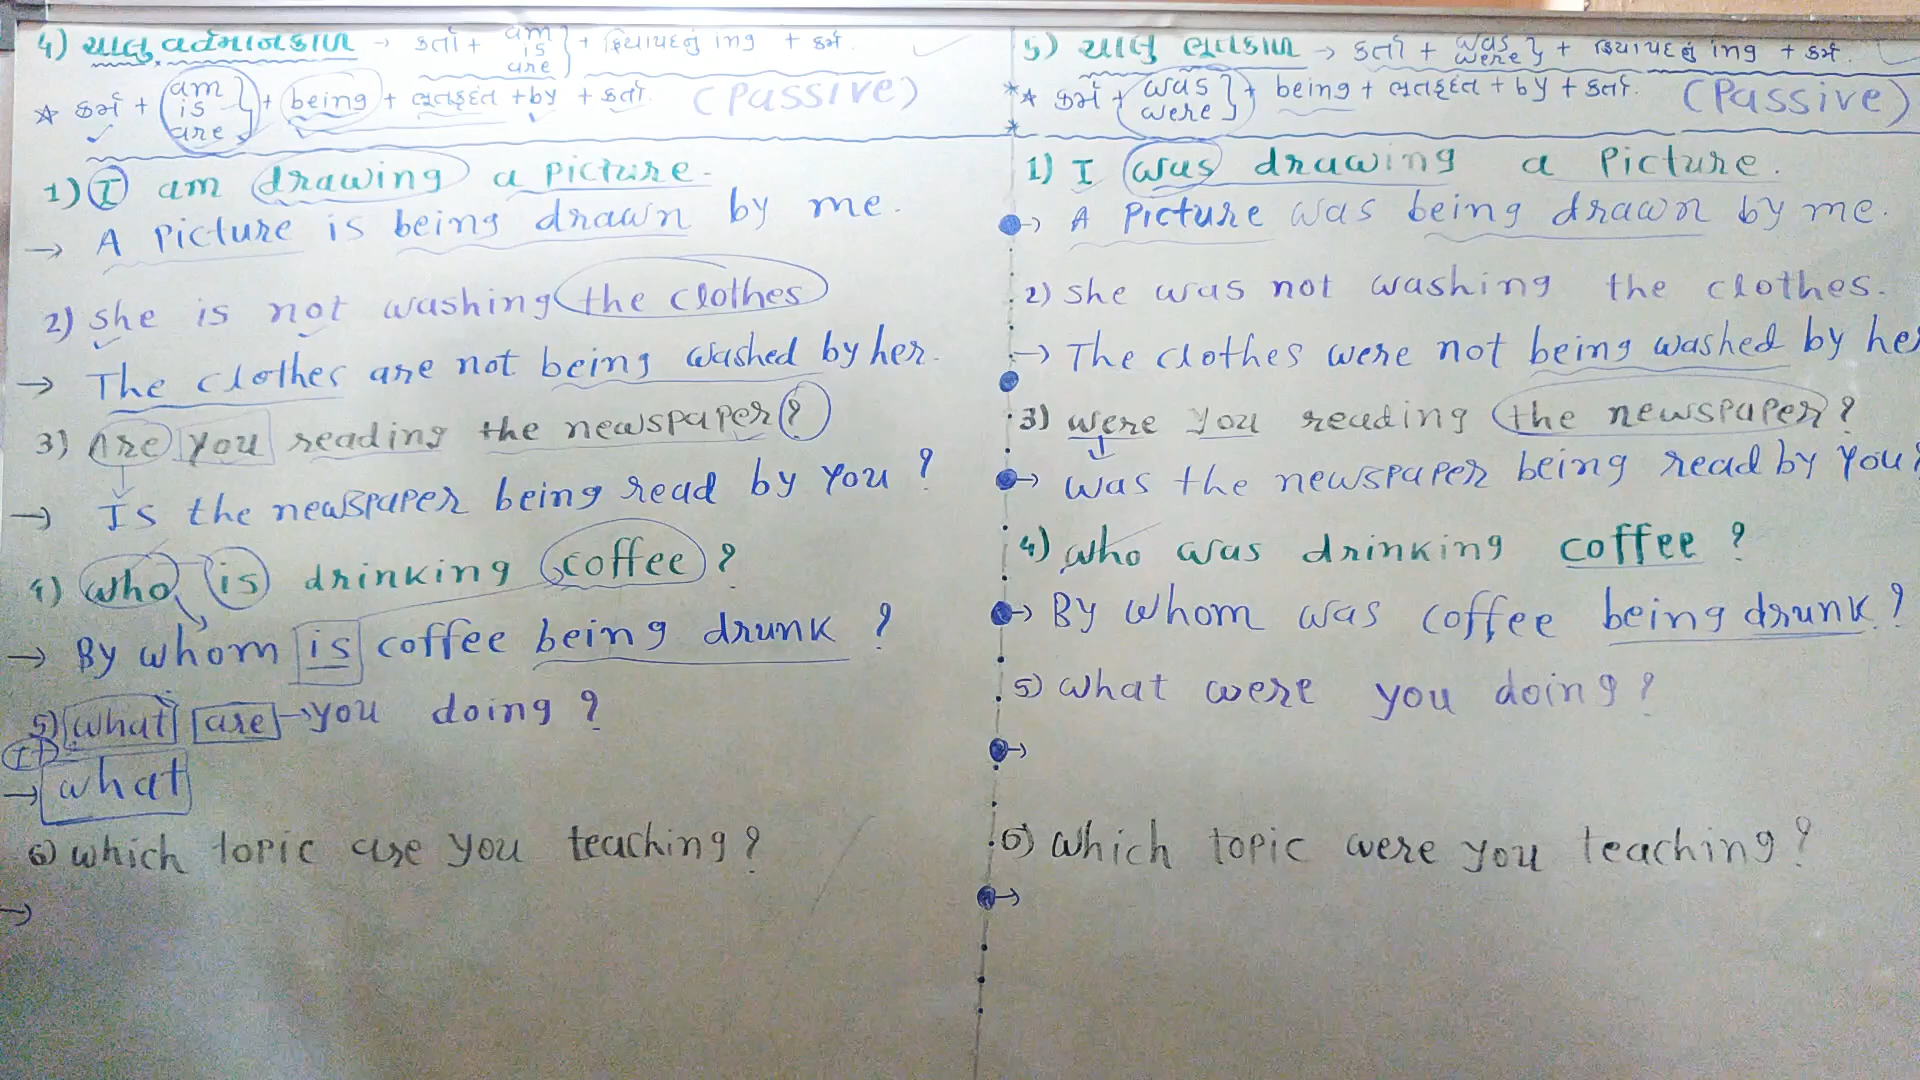 4) ચાલુ વર્તમાનકાળ → કર્તા + am is are } + ક્રિયાપદનું ing + કર્મ.
☆ કર્મ + (am is are } + being + ભૂતકૃદંત + by + કર્તા. (Passive)
1) I am drawing a picture.
→ A picture is being drawn by me.
2) she is not washing the clothes
→ The clothes are not being washed by her.
3) Are you reading the newspaper?
→ Is the newspaper being read by you?
4) who is drinking coffee?
→ By whom is coffee being drunk?
5) what are → you doing?
→ what
6) which topic are you teaching?
→
5) ચાલુ ભૂતકાળ → કર્તા + was were } + ક્રિયાપદનું ing + કર્મ.
☆ કર્મ + (was were } + being + ભૂતકૃદંત + by + કર્તા. (Passive)
1) I was drawing a picture.
→ A picture was being drawn by me.
2) she was not washing the clothes.
→ The clothes were not being washed by her
3) were you reading the newspaper?
→ was the newspaper being read by you?
4) who was drinking coffee?
→ By whom was coffee being drunk?
5) what were you doing?
→
6) which topic were you teaching?
→